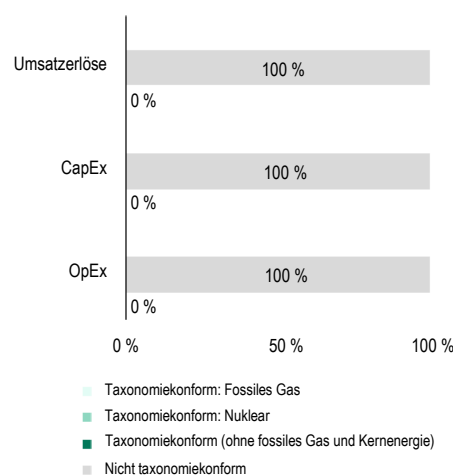 Umsatzerlöse
100 %
0 %
CapEx
100 %
0 %
OpEx
100 %
0 %
0 % 50 % 100 %
Taxonomiekonform: Fossiles Gas
Taxonomiekonform: Nuklear
Taxonomiekonform (ohne fossiles Gas und Kernenergie)
Nicht taxonomiekonform